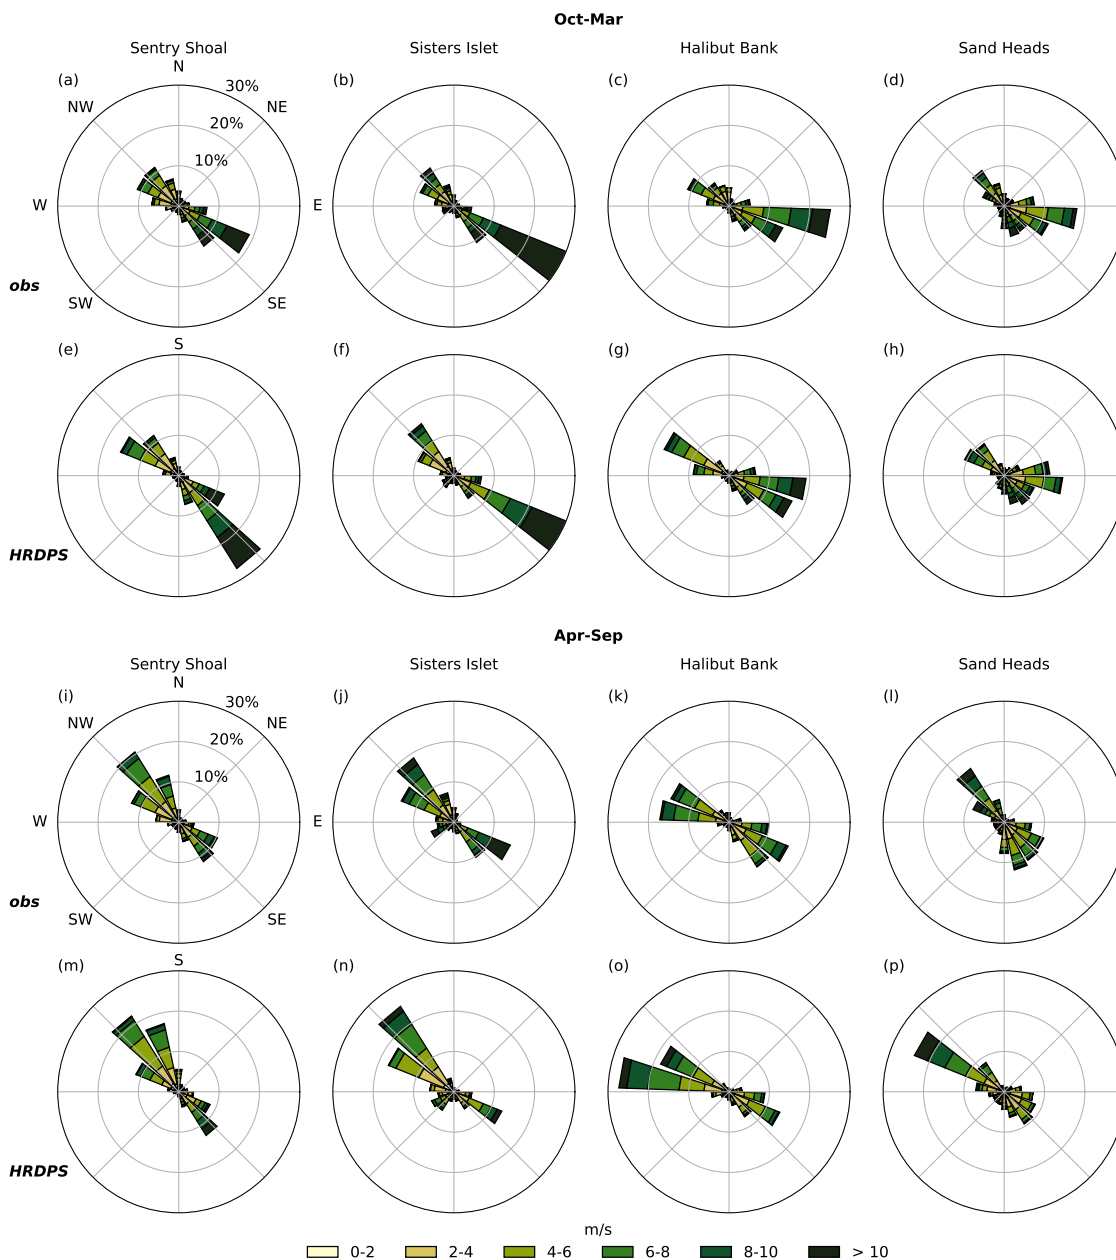 Oct-Mar
Sentry Shoal Sisters Islet Halibut Bank Sand Heads
N
(a) 30% (b) (c) (d)
NW NE
20%
10%
W E
obs
SW SE
S
(e) (f) (g) (h)
HRDPS
Apr-Sep
Sentry Shoal Sisters Islet Halibut Bank Sand Heads
N
(i) 30% (j) (k) (l)
NW NE
20%
10%
W E
obs
SW SE
S
(m) (n) (o) (p)
HRDPS
m/s
0-2 2-4 4-6 6-8 8-10 > 10